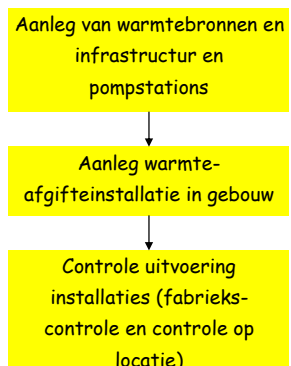 Aanleg van warmtebronnen en
infrastructur en
pompstations
Aanleg warmte-
afgifteinstallatie in gebouw
Controle uitvoering
installaties (fabrieks-
controle en controle op
locatie)